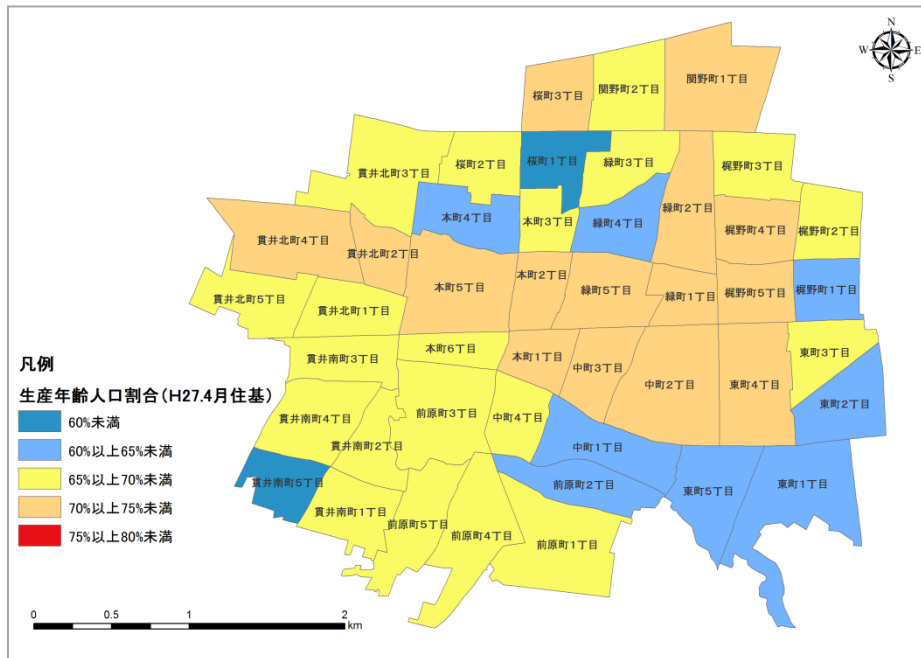 N
W
E
S
関野町1丁目
関野町2丁目
桜町3丁目
桜町1丁目
緑町3丁目
桜町2丁目
梶野町3丁目
貫井北町3丁目
緑町2丁目
本町4丁目
本町3丁目
緑町4丁目
梶野町4丁目
梶野町2丁目
貫井北町4丁目
貫井北町2丁目
本町2丁目
本町5丁目
緑町5丁目
緑町1丁目
梶野町5丁目
梶野町1丁目
貫井北町5丁目
貫井北町1丁目
本町6丁目
東町3丁目
貫井南町3丁目
本町1丁目
中町3丁目
中町2丁目
東町4丁目
凡例
生産年齢人口割合(H27.4月住基)
60%未満
60%以上65%未満
65%以上70%未満
70%以上75%未満
75%以上80%未満
東町2丁目
前原町3丁目
中町4丁目
貫井南町4丁目
貫井南町2丁目
中町1丁目
貫井南町5丁目
前原町2丁目
東町5丁目
東町1丁目
貫井南町1丁目
前原町5丁目
前原町4丁目
前原町1丁目
0 0.5 1 2
km